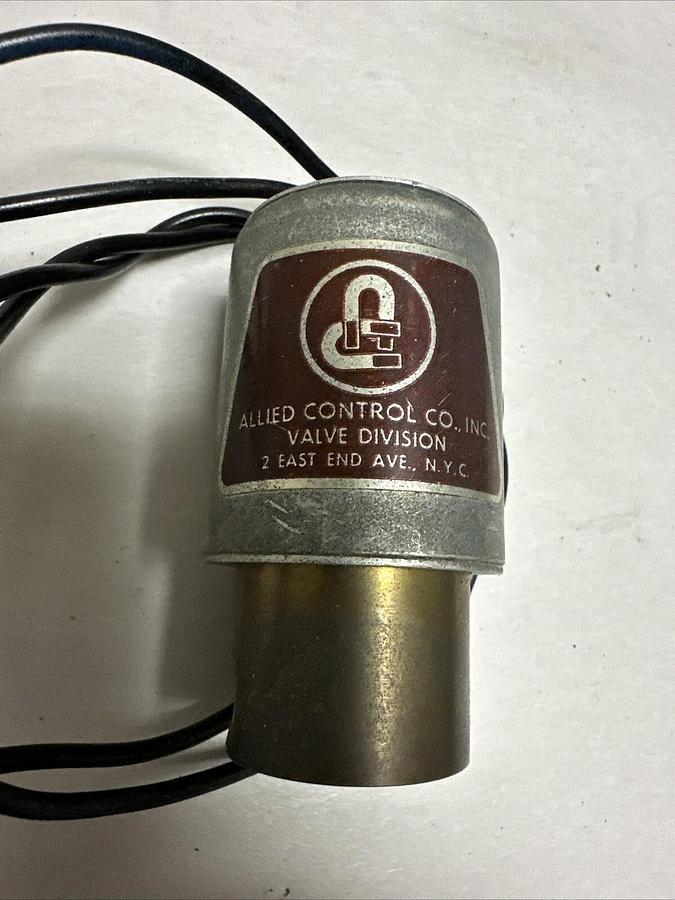 ALLIED CONTROL CO., INC.
VALVE DIVISION
2 EAST END AVE., N.Y.C.